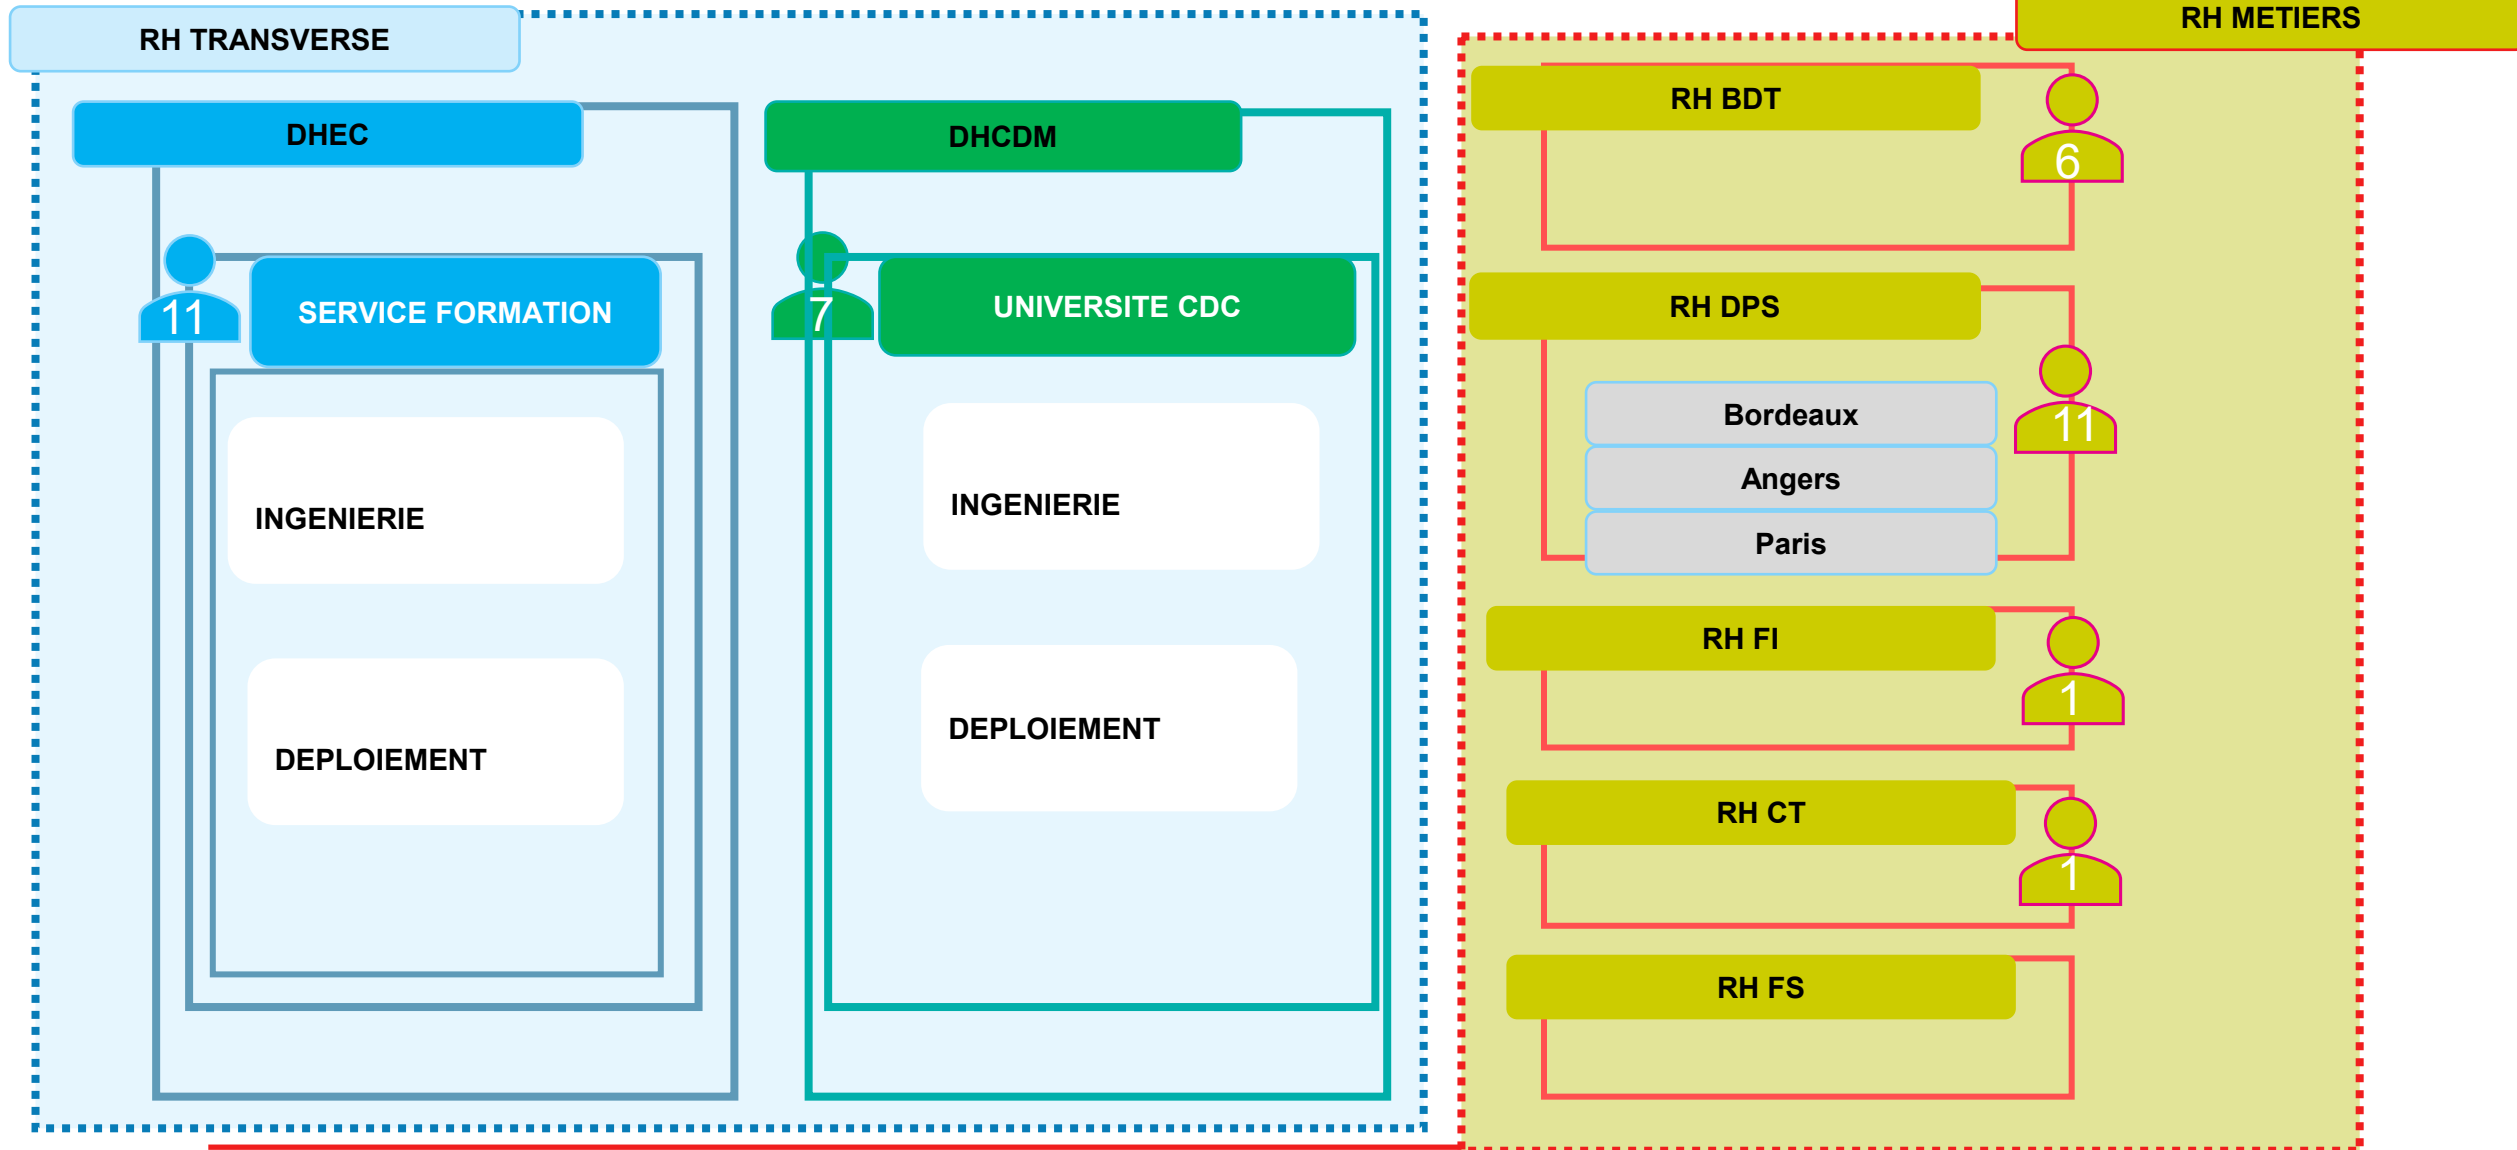 RH TRANSVERSE
DHEC
11
SERVICE FORMATION
INGENIERIE
DEPLOIEMENT
DHCDM
7
UNIVERSITE CDC
INGENIERIE
DEPLOIEMENT
RH METIERS
RH BDT
6
RH DPS
11
Bordeaux
Angers
Paris
RH FI
1
RH CT
1
RH FS